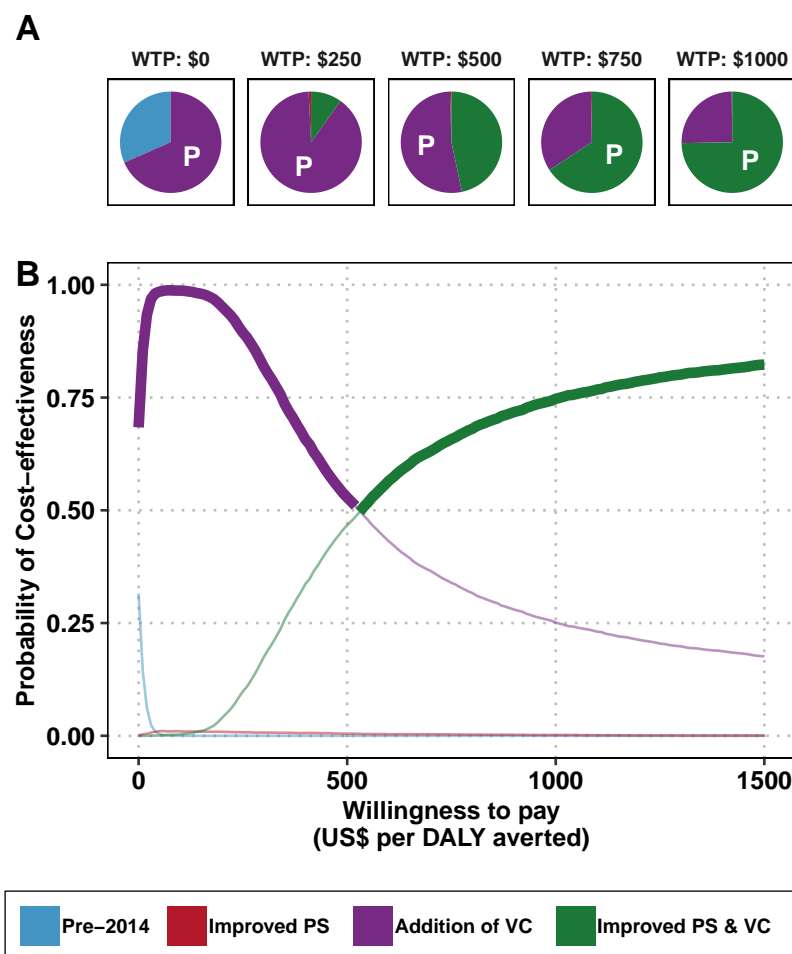 A
WTP: $0 WTP: $250 WTP: $500 WTP: $750 WTP: $1000
P P P P P
B
Probability of Cost−effectiveness
1.00
0.75
0.50
0.25
0.00
0 500 1000 1500
Willingness to pay
(US$ per DALY averted)
Pre−2014 Improved PS Addition of VC Improved PS & VC